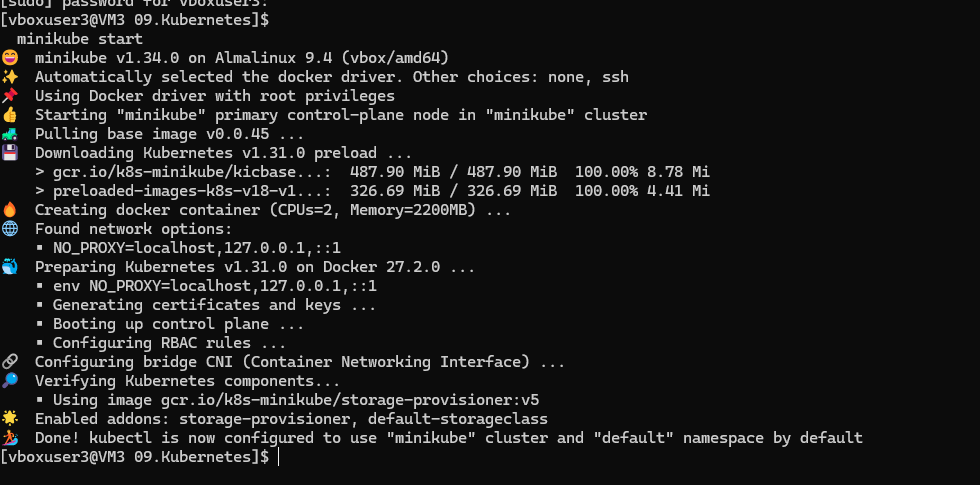 [sudo] password for vboxuser3:
[vboxuser3@VM3 09.Kubernetes]$
minikube start
minikube v1.34.0 on Almalinux 9.4 (vbox/amd64)
Automatically selected the docker driver. Other choices: none, ssh
Using Docker driver with root privileges
Starting "minikube" primary control-plane node in "minikube" cluster
Pulling base image v0.0.45 ...
Downloading Kubernetes v1.31.0 preload ...
> gcr.io/k8s-minikube/kicbase...:  487.90 MiB / 487.90 MiB  100.00% 8.78 Mi
> preloaded-images-k8s-v18-v1...:  326.69 MiB / 326.69 MiB  100.00% 4.41 Mi
Creating docker container (CPUs=2, Memory=2200MB) ...
Found network options:
▪ NO_PROXY=localhost,127.0.0.1,::1
Preparing Kubernetes v1.31.0 on Docker 27.2.0 ...
▪ env NO_PROXY=localhost,127.0.0.1,::1
▪ Generating certificates and keys ...
▪ Booting up control plane ...
▪ Configuring RBAC rules ...
Configuring bridge CNI (Container Networking Interface) ...
Verifying Kubernetes components...
▪ Using image gcr.io/k8s-minikube/storage-provisioner:v5
Enabled addons: storage-provisioner, default-storageclass
Done! kubectl is now configured to use "minikube" cluster and "default" namespace by default
[vboxuser3@VM3 09.Kubernetes]$